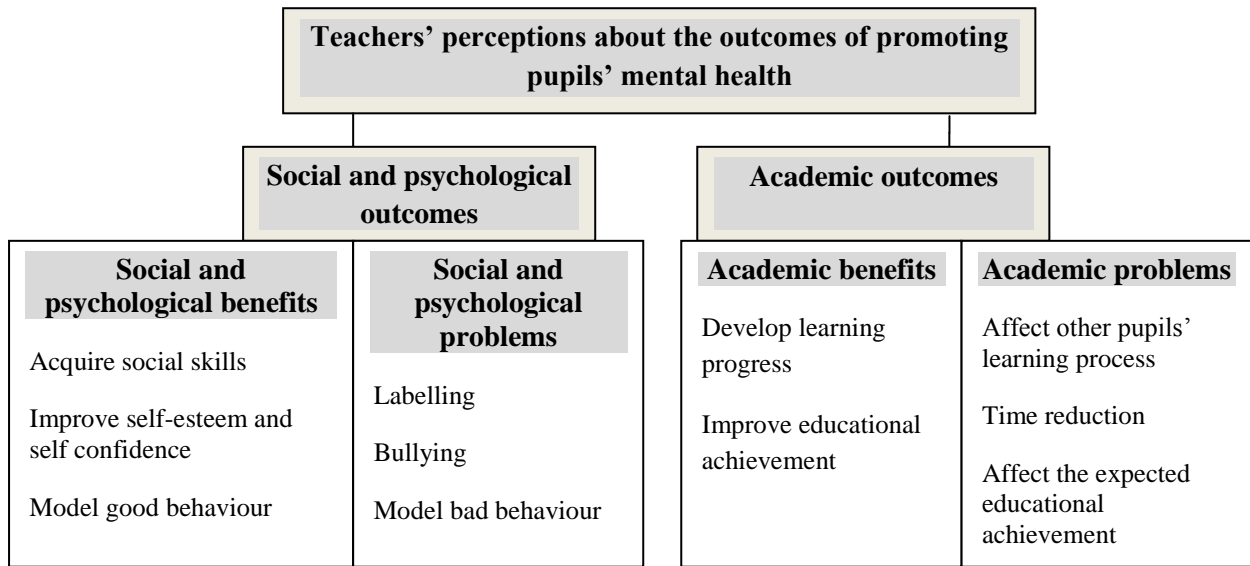 Teachers’ perceptions about the outcomes of promoting
pupils’ mental health
Social and psychological
outcomes
Social and
psychological benefits
Acquire social skills
Improve self-esteem and
self confidence
Model good behaviour
Social and
psychological
problems
Labelling
Bullying
Model bad behaviour
Academic outcomes
Academic benefits
Develop learning
progress
Improve educational
achievement
Academic problems
Affect other pupils’
learning process
Time reduction
Affect the expected
educational
achievement